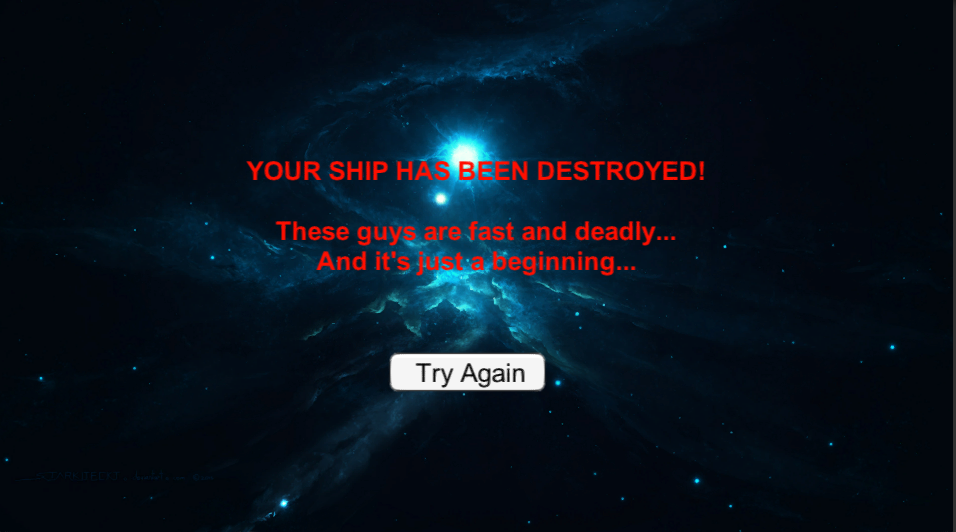 YOUR SHIP HAS BEEN DESTROYED!
These guys are fast and deadly...
And it's just a beginning...
Try Again